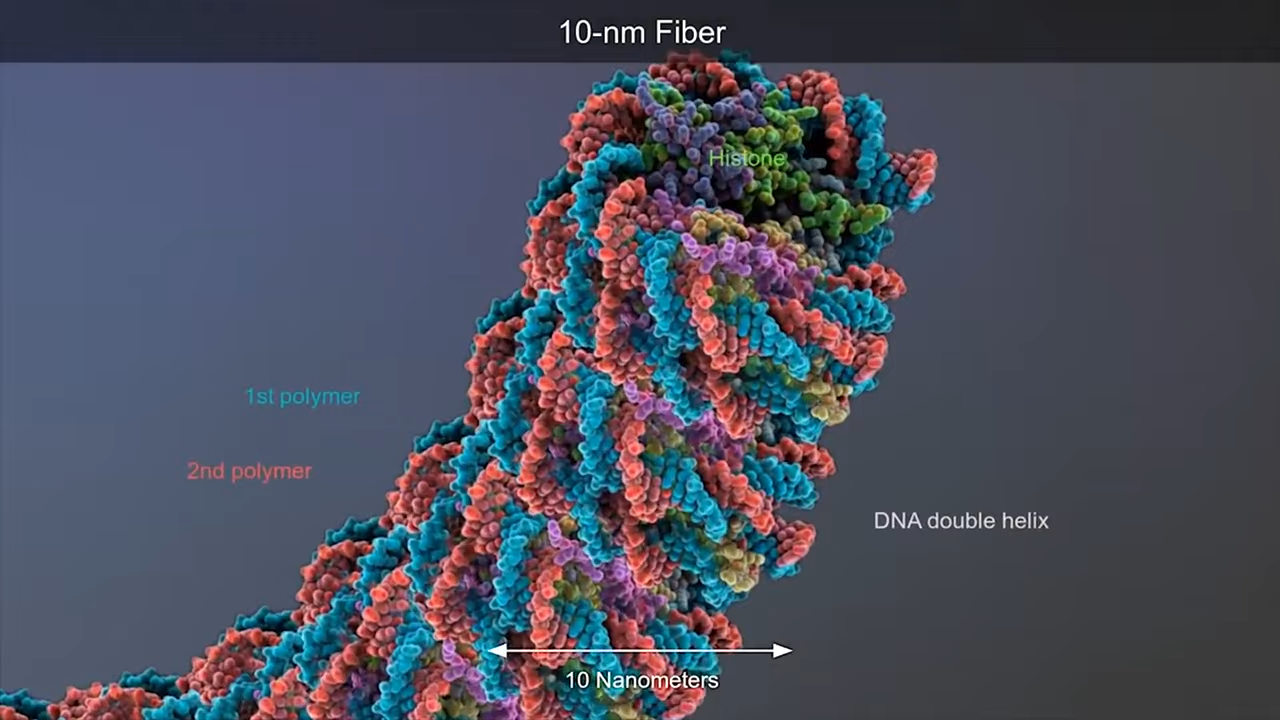 10-nm Fiber
Histone
1st polymer
2nd polymer
DNA double helix
10 Nanometers